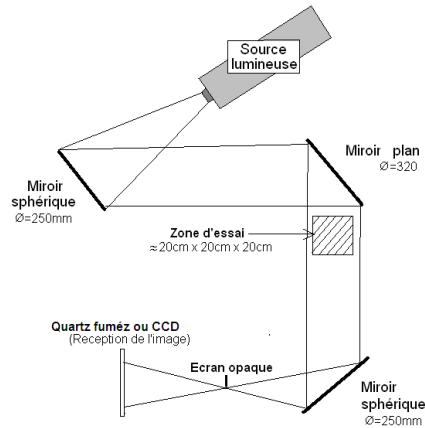 Source
lumineuse
Miroir plan
Ø=320
Miroir
sphérique
Ø=250mm
Zone d'essai
≈20cm x 20cm x 20cm
Quartz fuméz ou CCD
(Reception de l'image)
Ecran opaque
Miroir
sphérique
Ø=250mm